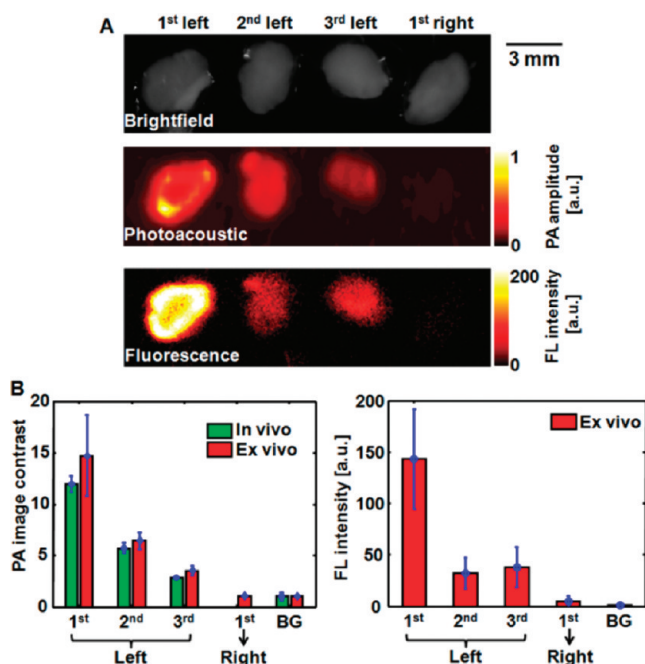 A
1st left 2nd left 3rd left 1st right
3 mm
Brightfield
Photoacoustic
1
0
PA amplitude
[a.u.]
Fluorescence
200
0
FL intensity
[a.u.]
B
PA image contrast
20
15
10
5
0
In vivo
Ex vivo
1st 2nd 3rd 1st BG
Left Right
FL intensity [a.u.]
200
150
100
50
0
Ex vivo
1st 2nd 3rd 1st BG
Left Right